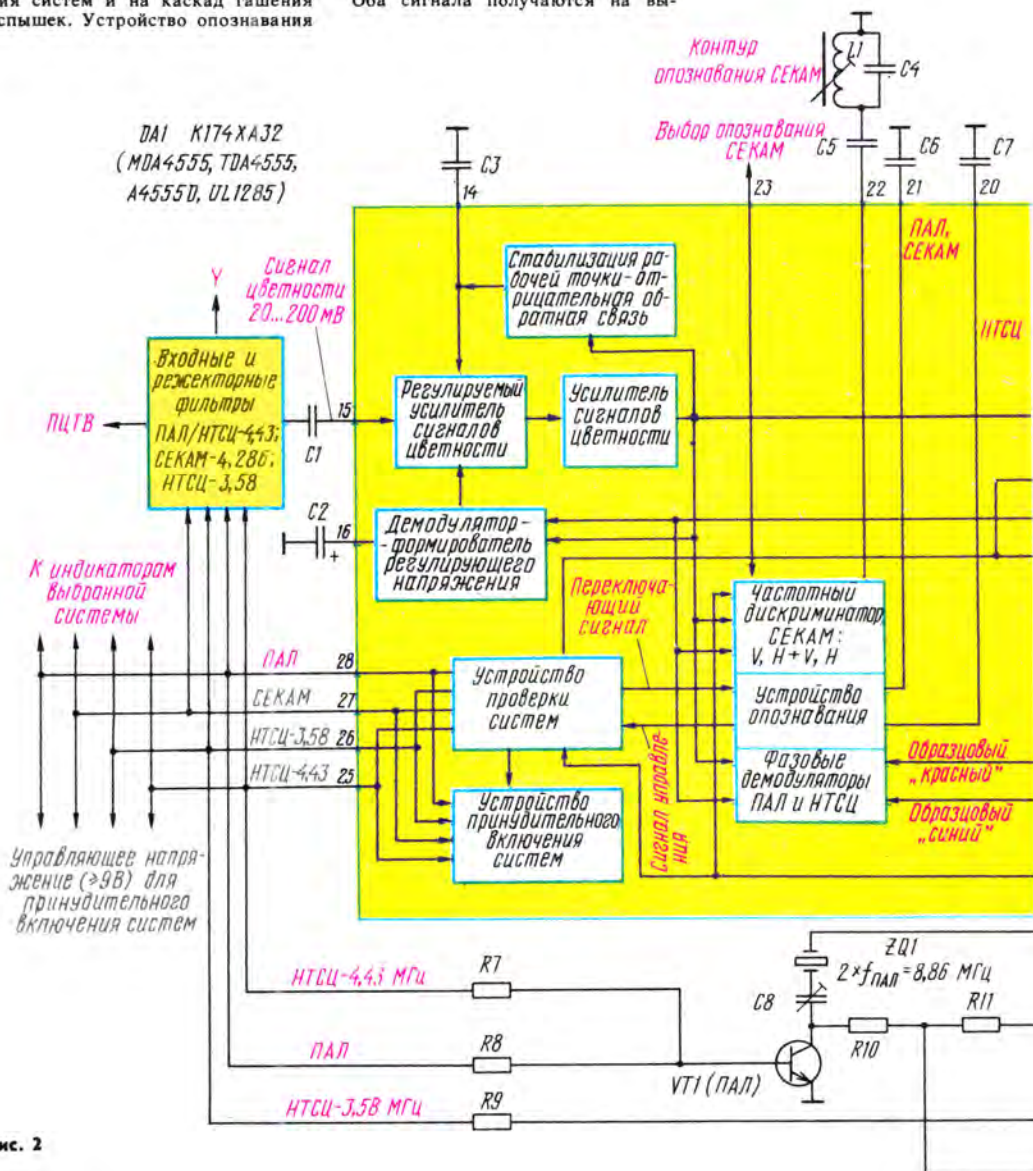 ия систем и на каскад гашения
спышек. Устройство опознавания
Оба сигнала получаются на вы-
DA1 К174ХА32
(MDA4555, TDA4555,
A4555D, UL1285)
Контур
опознавания СЕКАМ
L1
C4
Выбор опознавания
СЕКАМ
C5
C6
C7
C3
14
23
22
21
20
ПАЛ,
СЕКАМ
НТСЦ
Y
Сигнал
цветности
20...200 мВ
Стабилизация ра-
бочей точки-от-
рицательная об-
ратная связь
Входные и
режекторные
фильтры
ПАЛ/НТСЦ-4,43;
СЕКАМ-4,286;
НТСЦ-3,58
ПЦТВ
C1
15
Регулируемый
усилитель
сигналов
цветности
Усилитель
сигналов
цветности
C2
+
16
Демодулятор-
-формирователь
регулирующего
напряжения
К индикаторам
выбранной
системы
Переключа-
ющий
сигнал
Частотный
дискриминатор
СЕКАМ:
V, H+V, H
ПАЛ 28
СЕКАМ 27
НТСЦ-3,58 26
НТСЦ-4,43 25
Устройство
проверки
систем
Устройство
опознавания
Фазовые
демодуляторы
ПАЛ и НТСЦ
Образцовый
„красный"
Образцовый
„синий"
Устройство
принудительного
включения
систем
Сигнал управле-
ния
Управляющее напря-
жение (≥9В) для
принудительного
включения систем
НТСЦ-4,43 МГц
R7
ZQ1
2×fПАЛ=8,86 МГц
C8
R10
R11
ПАЛ
R8
VT1 (ПАЛ)
НТСЦ-3,58 МГц
R9
ис. 2